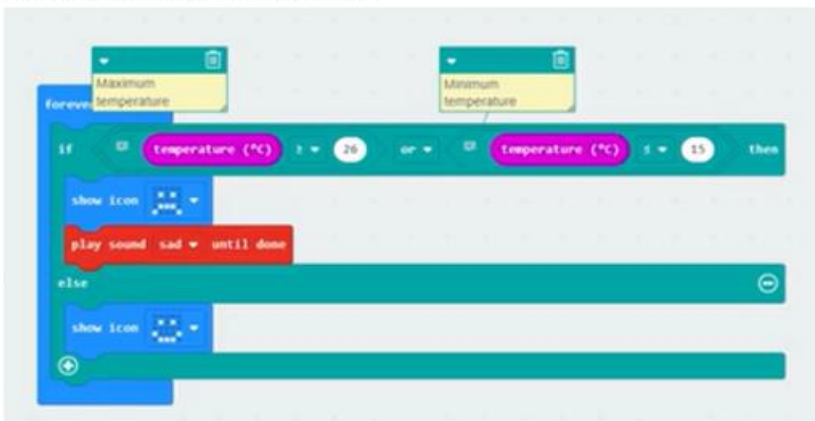 Maximum
temperature
Minimum
temperature
forever
if temperature (°C) ≥ 26 or temperature (°C) ≤ 15 then
show icon
play sound sad until done
else
show icon